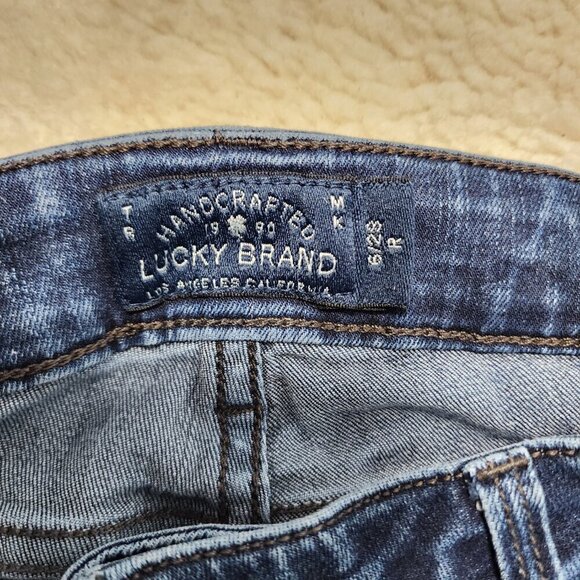 HANDCRAFTED
TR
MK
19 90
LUCKY BRAND
LOS ANGELES CALIFORNIA
6/28
R